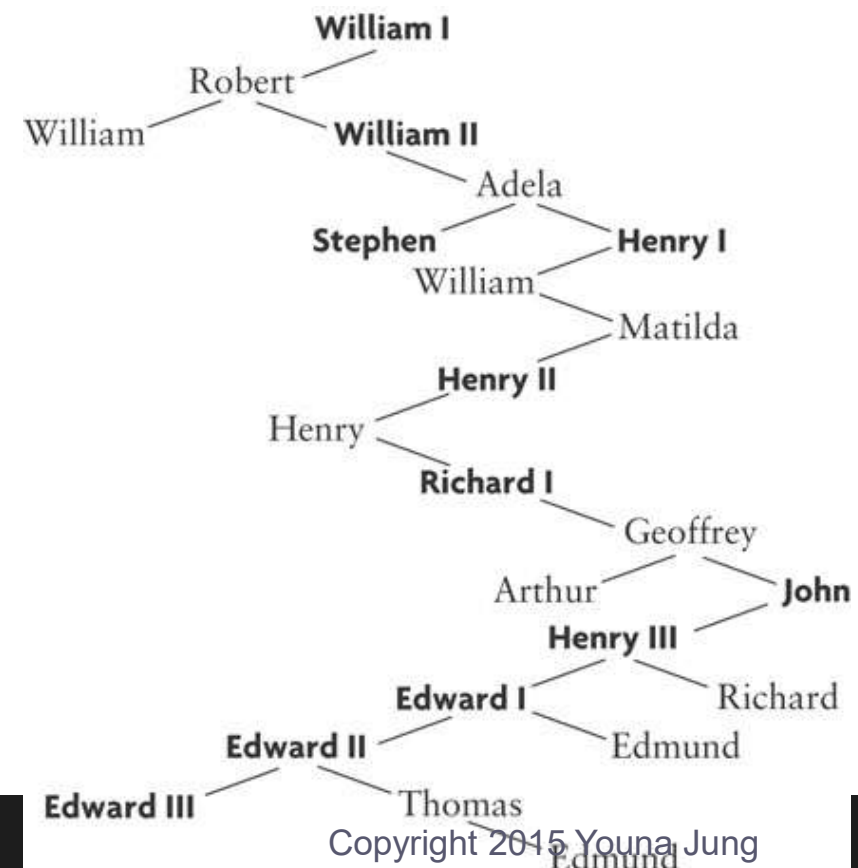 William I
Robert
William
William II
Adela
Stephen
Henry I
William
Matilda
Henry II
Henry
Richard I
Geoffrey
Arthur
John
Henry III
Edward I
Richard
Edward II
Edmund
Edward III
Thomas
Copyright 2015 Youna Jung
Edmund